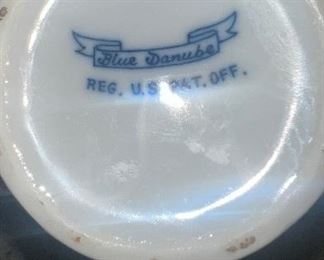 Blue Danube
REG. U.S. PAT. OFF.